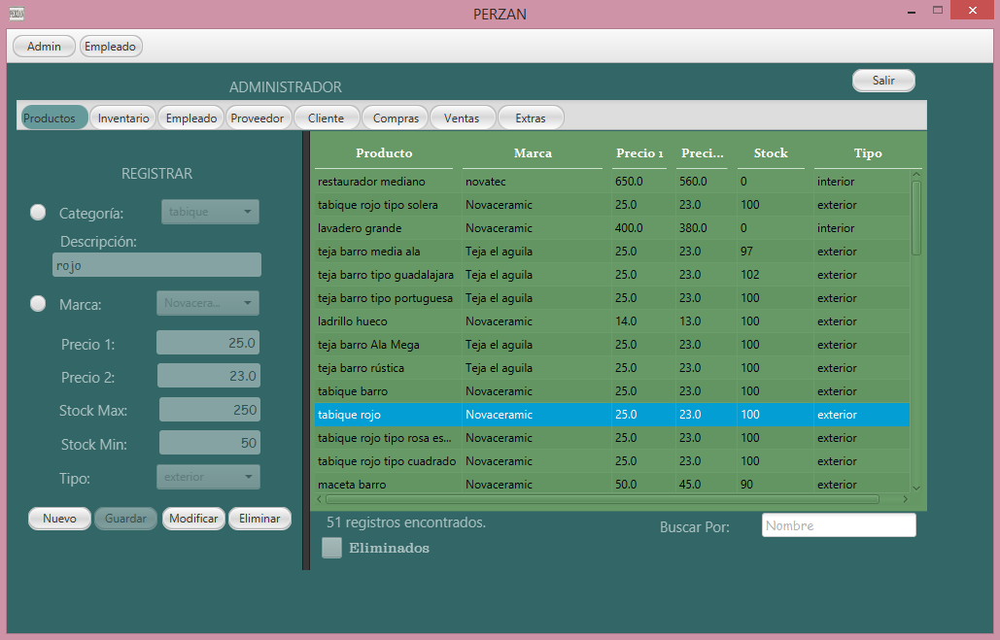 PERZAN
Admin Empleado
ADMINISTRADOR Salir
Productos Inventario Empleado Proveedor Cliente Compras Ventas Extras
REGISTRAR
Categoría: tabique
Descripción:
rojo
Marca: Novacera...
Precio 1: 25.0
Precio 2: 23.0
Stock Max: 250
Stock Min: 50
Tipo: exterior
Nuevo Guardar Modificar Eliminar
Producto Marca Precio 1 Preci... Stock Tipo
restaurador mediano novatec 650.0 560.0 0 interior
tabique rojo tipo solera Novaceramic 25.0 23.0 100 exterior
lavadero grande Novaceramic 400.0 380.0 0 interior
teja barro media ala Teja el aguila 25.0 23.0 97 exterior
teja barro tipo guadalajara Teja el aguila 25.0 23.0 102 exterior
teja barro tipo portuguesa Teja el aguila 25.0 23.0 100 exterior
ladrillo hueco Novaceramic 14.0 13.0 100 exterior
teja barro Ala Mega Teja el aguila 25.0 23.0 100 exterior
teja barro rústica Teja el aguila 25.0 23.0 100 exterior
tabique barro Novaceramic 25.0 23.0 100 exterior
tabique rojo Novaceramic 25.0 23.0 100 exterior
tabique rojo tipo rosa es... Novaceramic 25.0 23.0 100 exterior
tabique rojo tipo cuadrado Novaceramic 25.0 23.0 100 exterior
maceta barro Novaceramic 50.0 45.0 90 exterior
51 registros encontrados. Buscar Por: Nombre
Eliminados